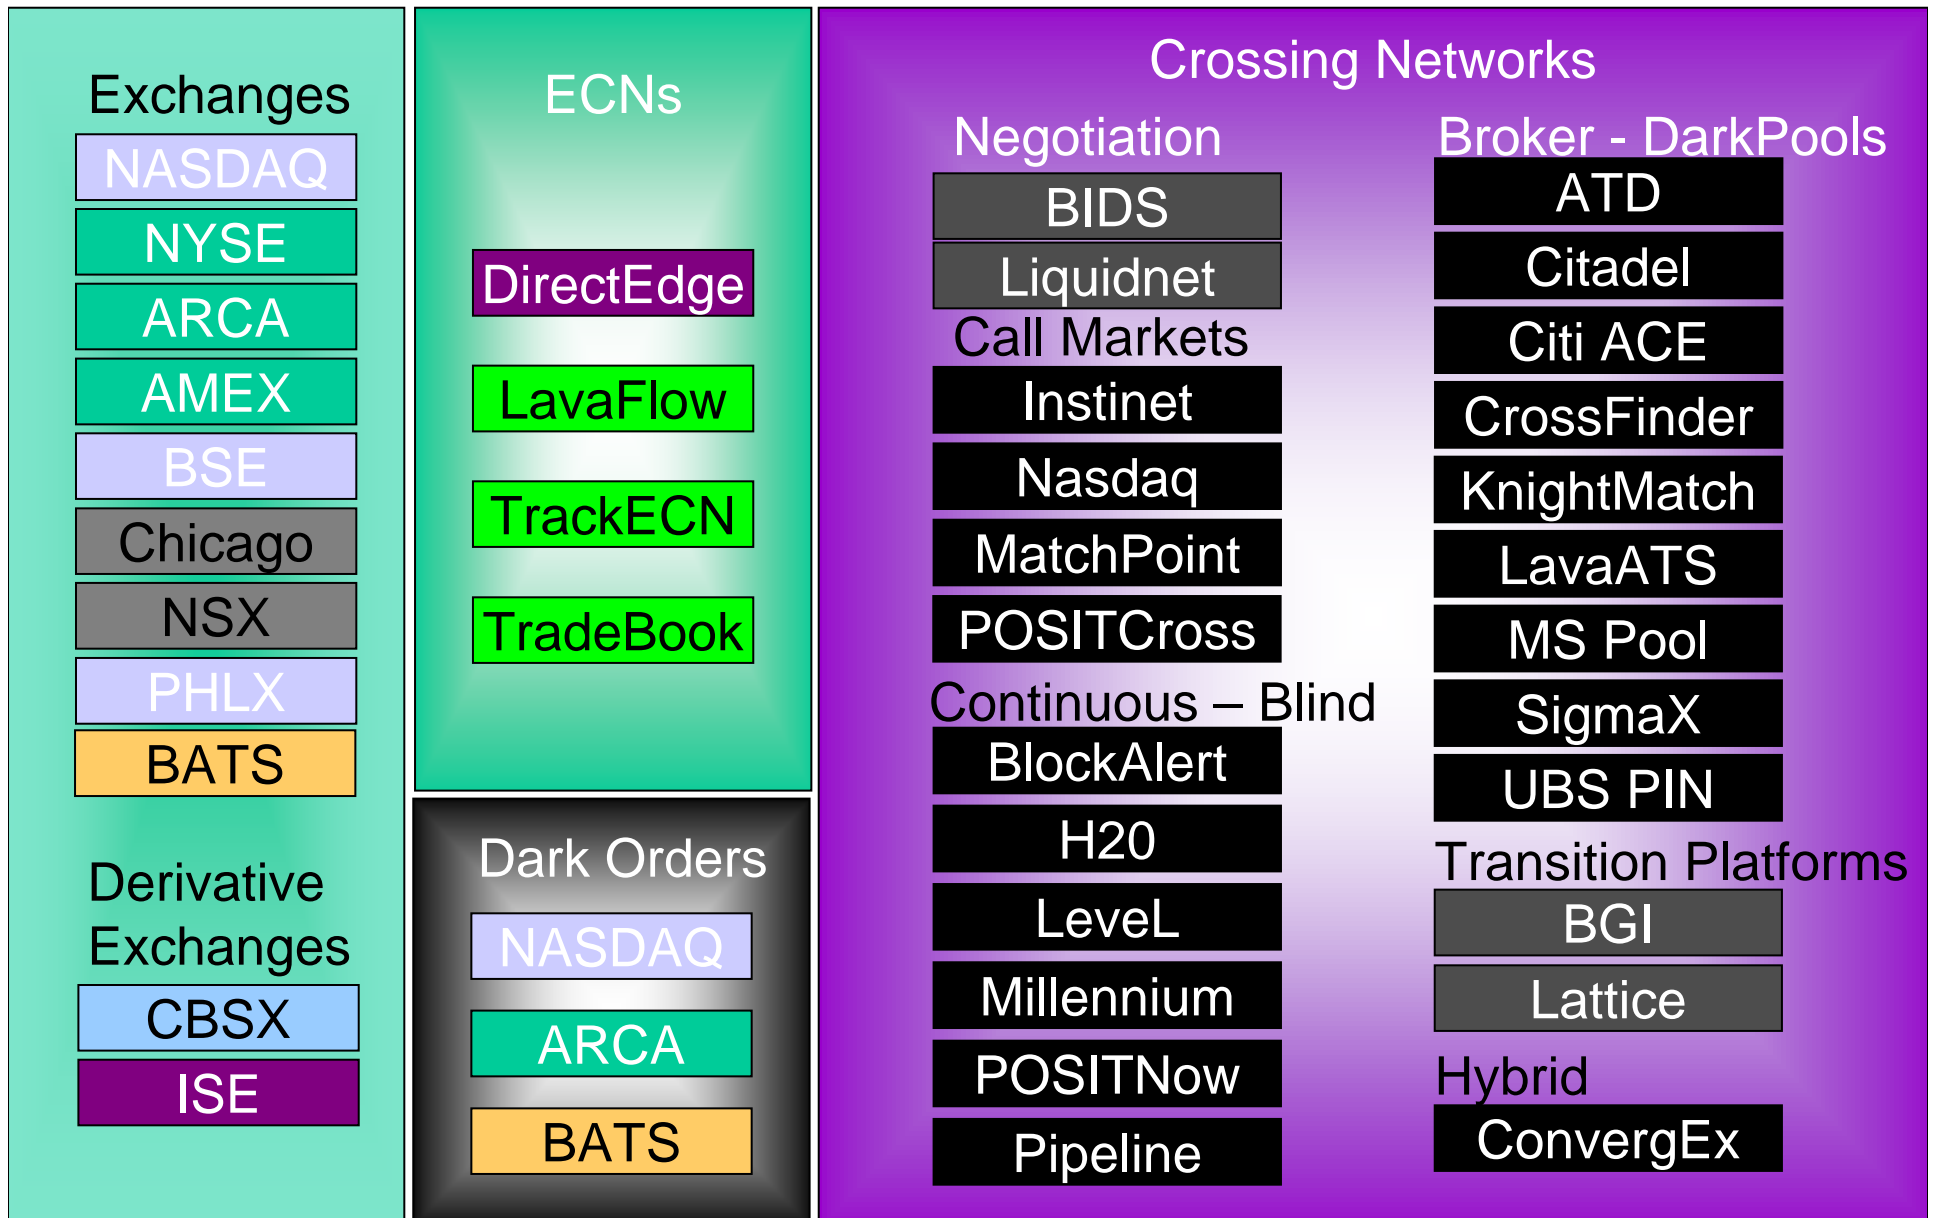 Exchanges
NASDAQ
NYSE
ARCA
AMEX
BSE
Chicago
NSX
PHLX
BATS
Derivative
Exchanges
CBSX
ISE
ECNs
DirectEdge
LavaFlow
TrackECN
TradeBook
Dark Orders
NASDAQ
ARCA
BATS
Crossing Networks
Negotiation
BIDS
Liquidnet
Call Markets
Instinet
Nasdaq
MatchPoint
POSITCross
Continuous – Blind
BlockAlert
H20
LeveL
Millennium
POSITNow
Pipeline
Broker - DarkPools
ATD
Citadel
Citi ACE
CrossFinder
KnightMatch
LavaATS
MS Pool
SigmaX
UBS PIN
Transition Platforms
BGI
Lattice
Hybrid
ConvergEx